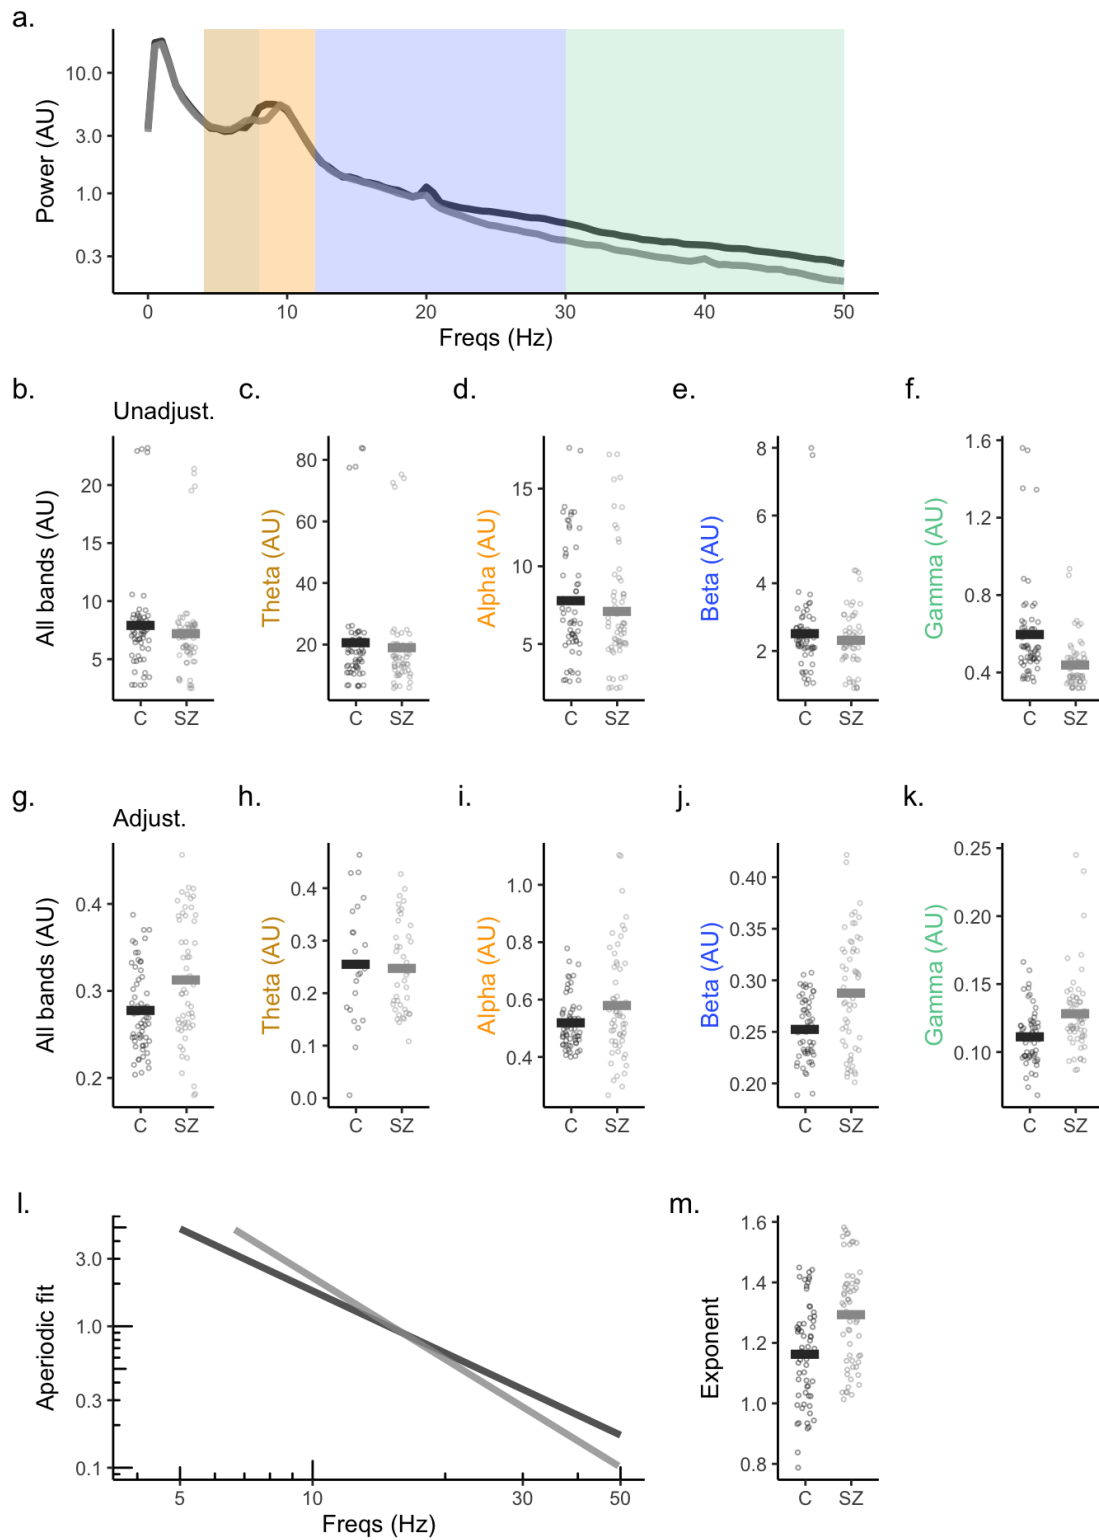 a.
Power (AU)
10.0
3.0
1.0
0.3
0 10 20 30 40 50
Freqs (Hz)
b. c. d. e. f.
Unadjust.
All bands (AU)
20
15
10
5
C SZ
Theta (AU)
80
60
40
20
C SZ
Alpha (AU)
15
10
5
C SZ
Beta (AU)
8
6
4
2
C SZ
Gamma (AU)
1.6
1.2
0.8
0.4
C SZ
g. h. i. j. k.
Adjust.
All bands (AU)
0.4
0.3
0.2
C SZ
Theta (AU)
0.4
0.3
0.2
0.1
0.0
C SZ
Alpha (AU)
1.0
0.8
0.6
0.4
C SZ
Beta (AU)
0.40
0.35
0.30
0.25
0.20
C SZ
Gamma (AU)
0.25
0.20
0.15
0.10
C SZ
l.
Aperiodic fit
3.0
1.0
0.3
0.1
5 10 30 50
Freqs (Hz)
m.
Exponent
1.6
1.4
1.2
1.0
0.8
C SZ